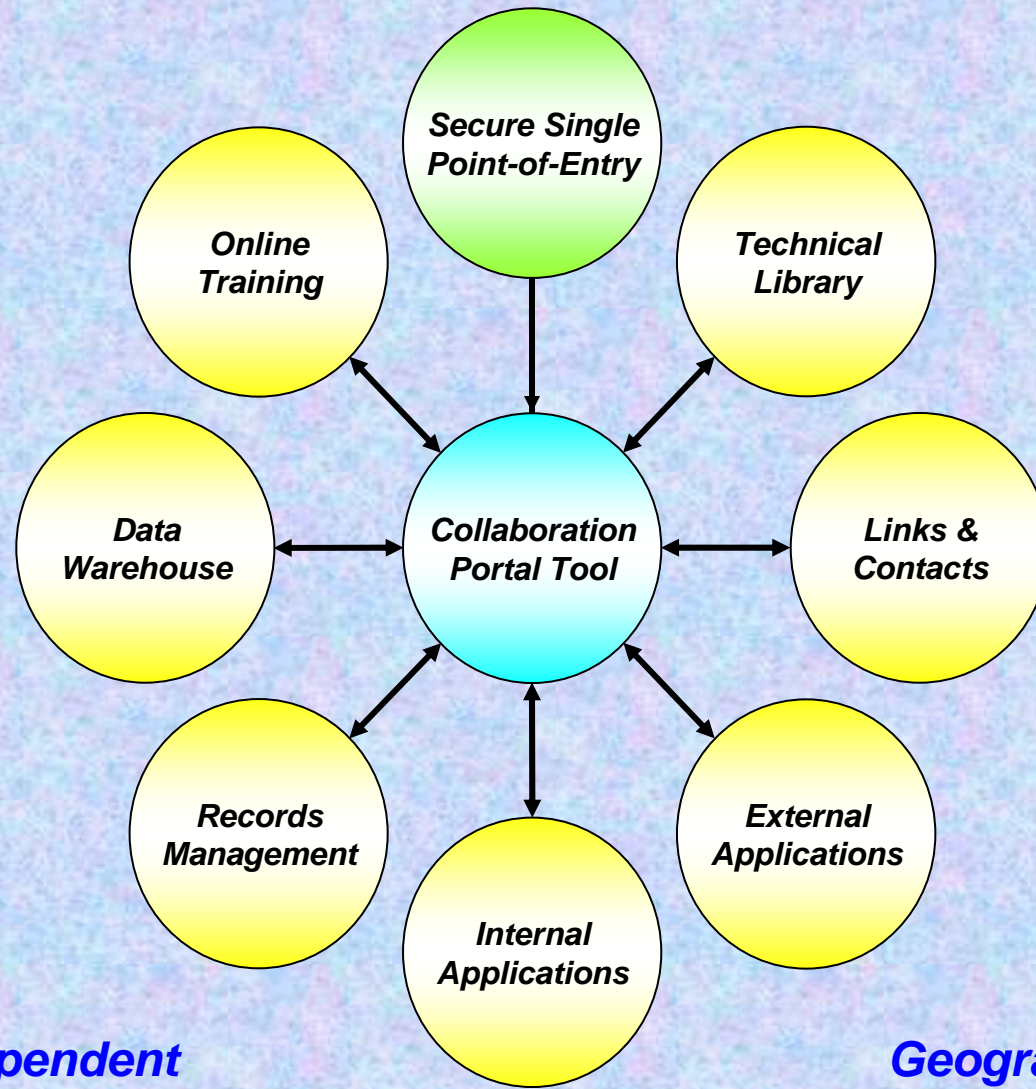 Secure Single
Point-of-Entry
Online
Training
Technical
Library
Data
Warehouse
Collaboration
Portal Tool
Links &
Contacts
Records
Management
External
Applications
Internal
Applications
pendent
Geogra